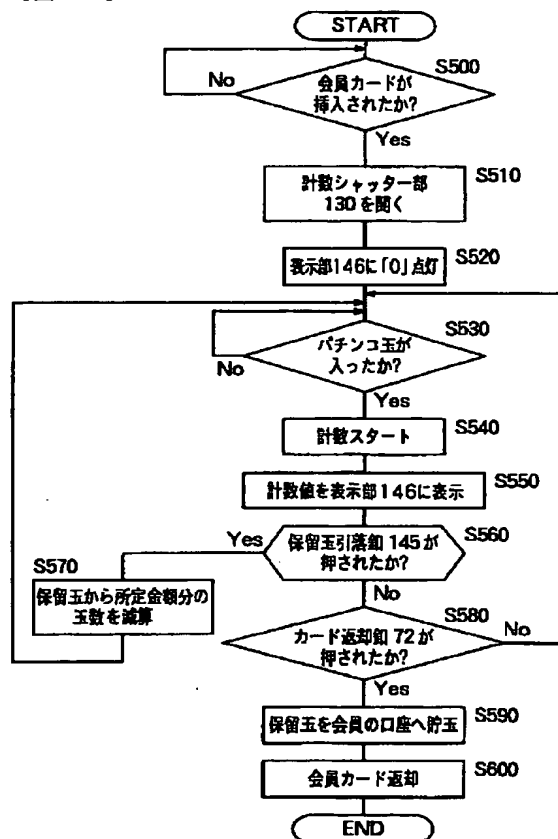 START
S500
No
会員カードが
挿入されたか?
Yes
計数シャッター部
130を開く
S510
表示部146に「0」点灯
S520
S530
パチンコ玉が
入ったか?
No
Yes
計数スタート
S540
計数値を表示部146に表示
S550
S560
保留玉引落釦 145が
押されたか?
Yes
No
S570
保留玉から所定金額分の
玉数を減算
S580
カード返却釦 72が
押されたか?
No
Yes
保留玉を会員の口座へ貯玉
S590
会員カード返却
S600
END